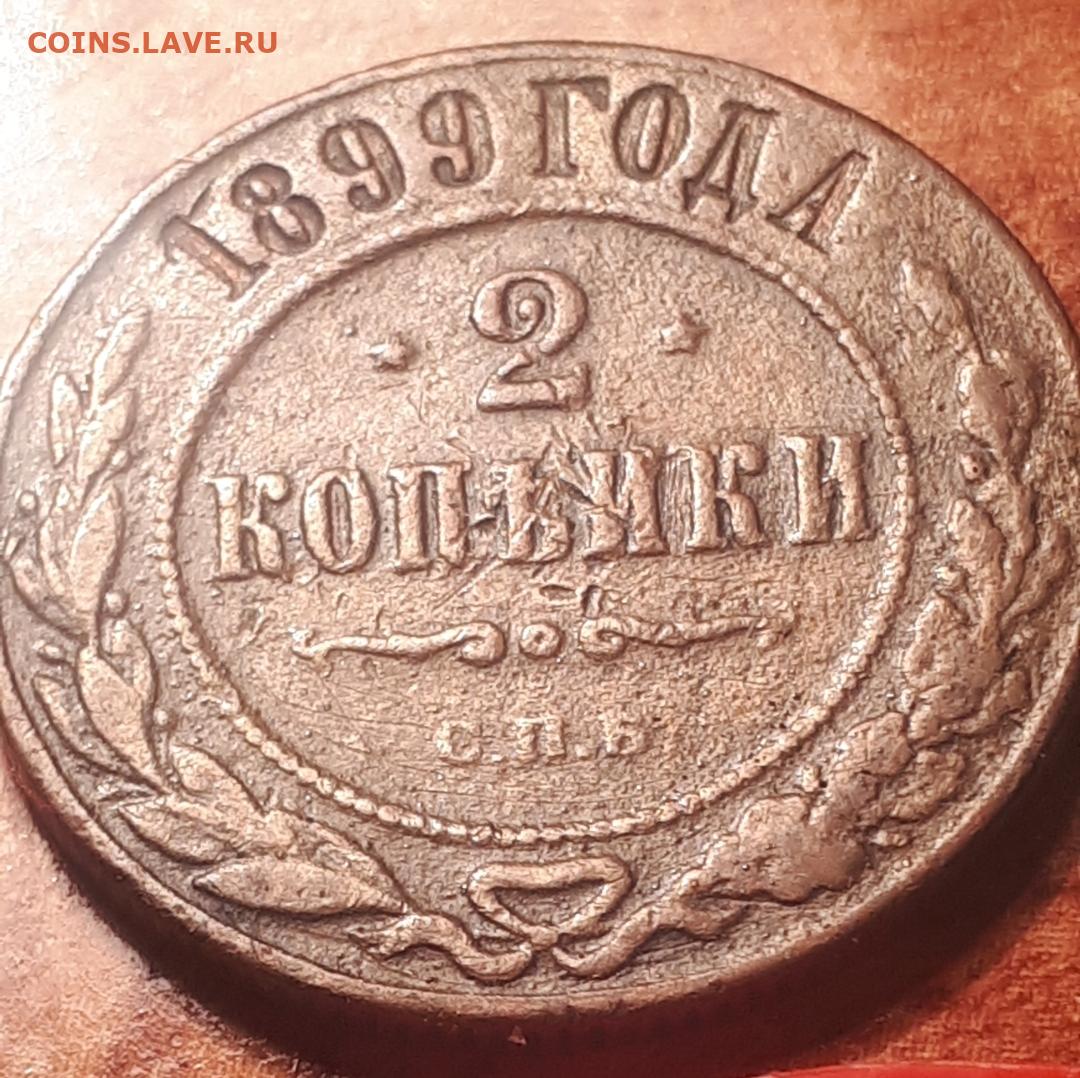 COINS.LAVE.RU
1899 ГОДА
2
КОПѢЙКИ
С.П.Б